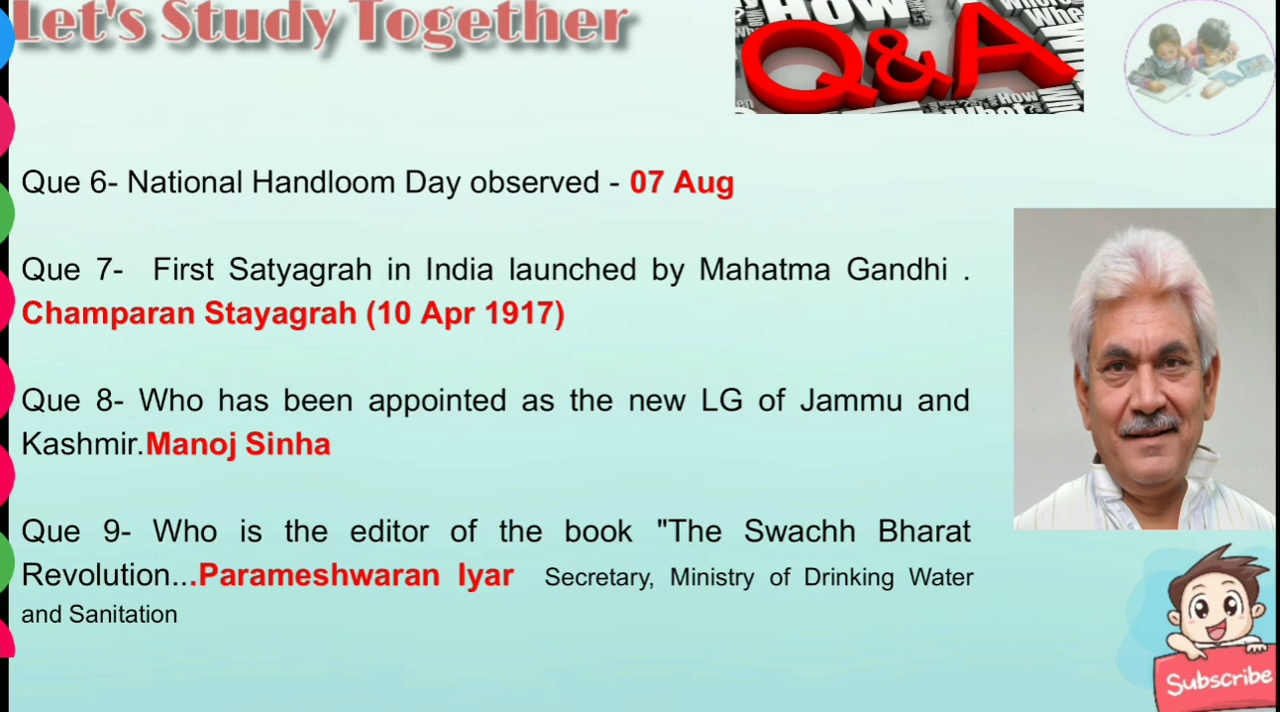 Let's Study Together
How
Q&A
How
What?
Que 6- National Handloom Day observed - 07 Aug
Que 7- First Satyagrah in India launched by Mahatma Gandhi .
Champaran Stayagrah (10 Apr 1917)
Que 8- Who has been appointed as the new LG of Jammu and
Kashmir.Manoj Sinha
Que 9- Who is the editor of the book "The Swachh Bharat
Revolution...Parameshwaran Iyar Secretary, Ministry of Drinking Water
and Sanitation
Subscribe